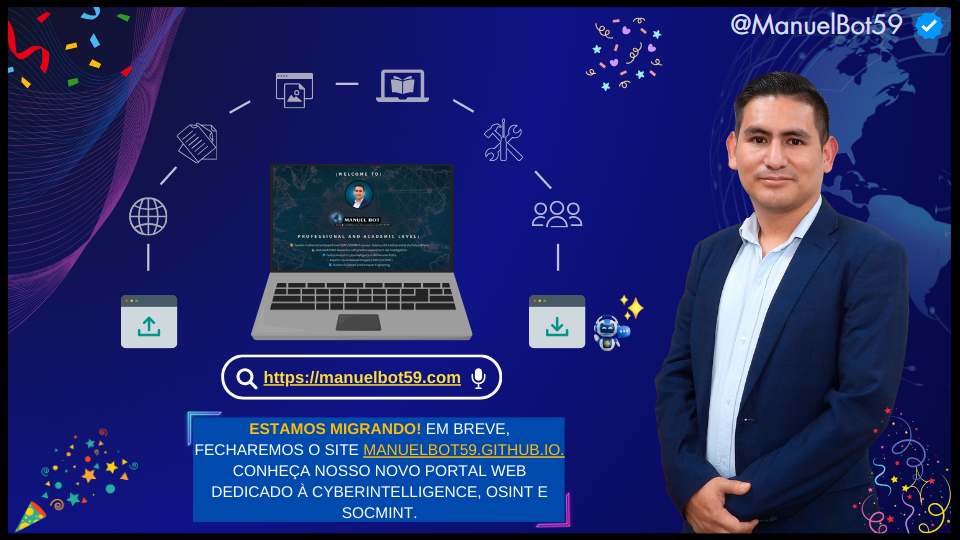 @ManuelBot59
¡WELCOME TO¡
MANUEL BOT
PROFESSIONAL AND ACADEMIC LEVEL:
https://manuelbot59.com
ESTAMOS MIGRANDO! EM BREVE,
FECHAREMOS O SITE MANUELBOT59.GITHUB.IO.
CONHEÇA NOSSO NOVO PORTAL WEB
DEDICADO À CYBERINTELLIGENCE, OSINT E
SOCMINT.